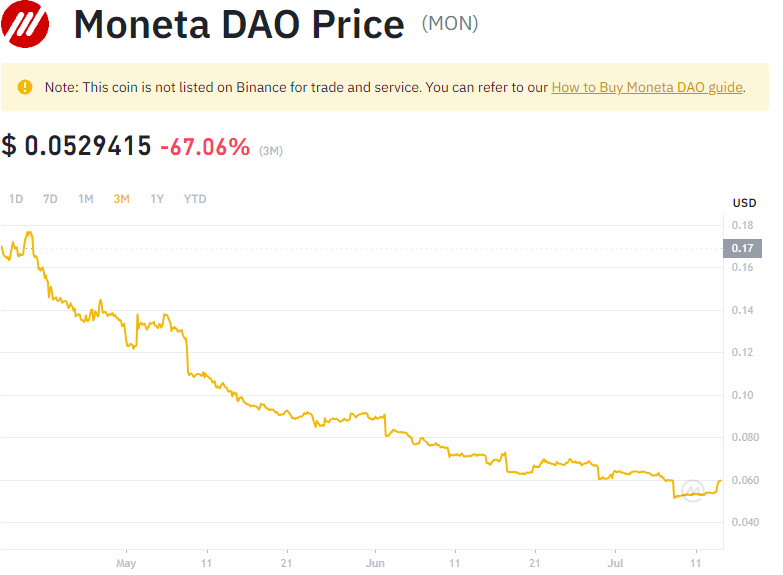 Moneta DAO Price (MON)
Note: This coin is not listed on Binance for trade and service. You can refer to our How to Buy Moneta DAO guide.
$ 0.0529415 -67.06% (3M)
1D 7D 1M 3M 1Y YTD
USD
0.18
0.17
0.16
0.14
0.12
0.10
0.080
0.060
0.040
May 11 21 Jun 11 21 Jul 11